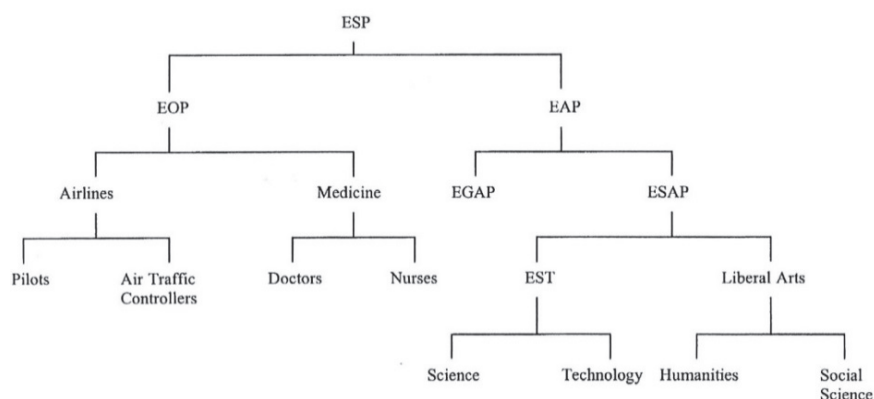 ESP
EOP EAP
Airlines Medicine EGAP ESAP
Pilots Air Traffic Doctors Nurses EST Liberal Arts
Controllers
Science Technology Humanities Social
Science